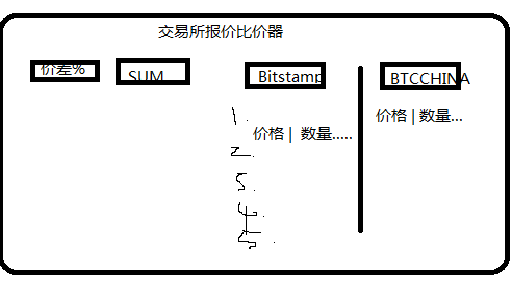 交易所报价比价器
价差% SUM Bitstamp BTCCHINA
价格 | 数量...
1.
价格 | 数量.....
2.
3.
4.
5.